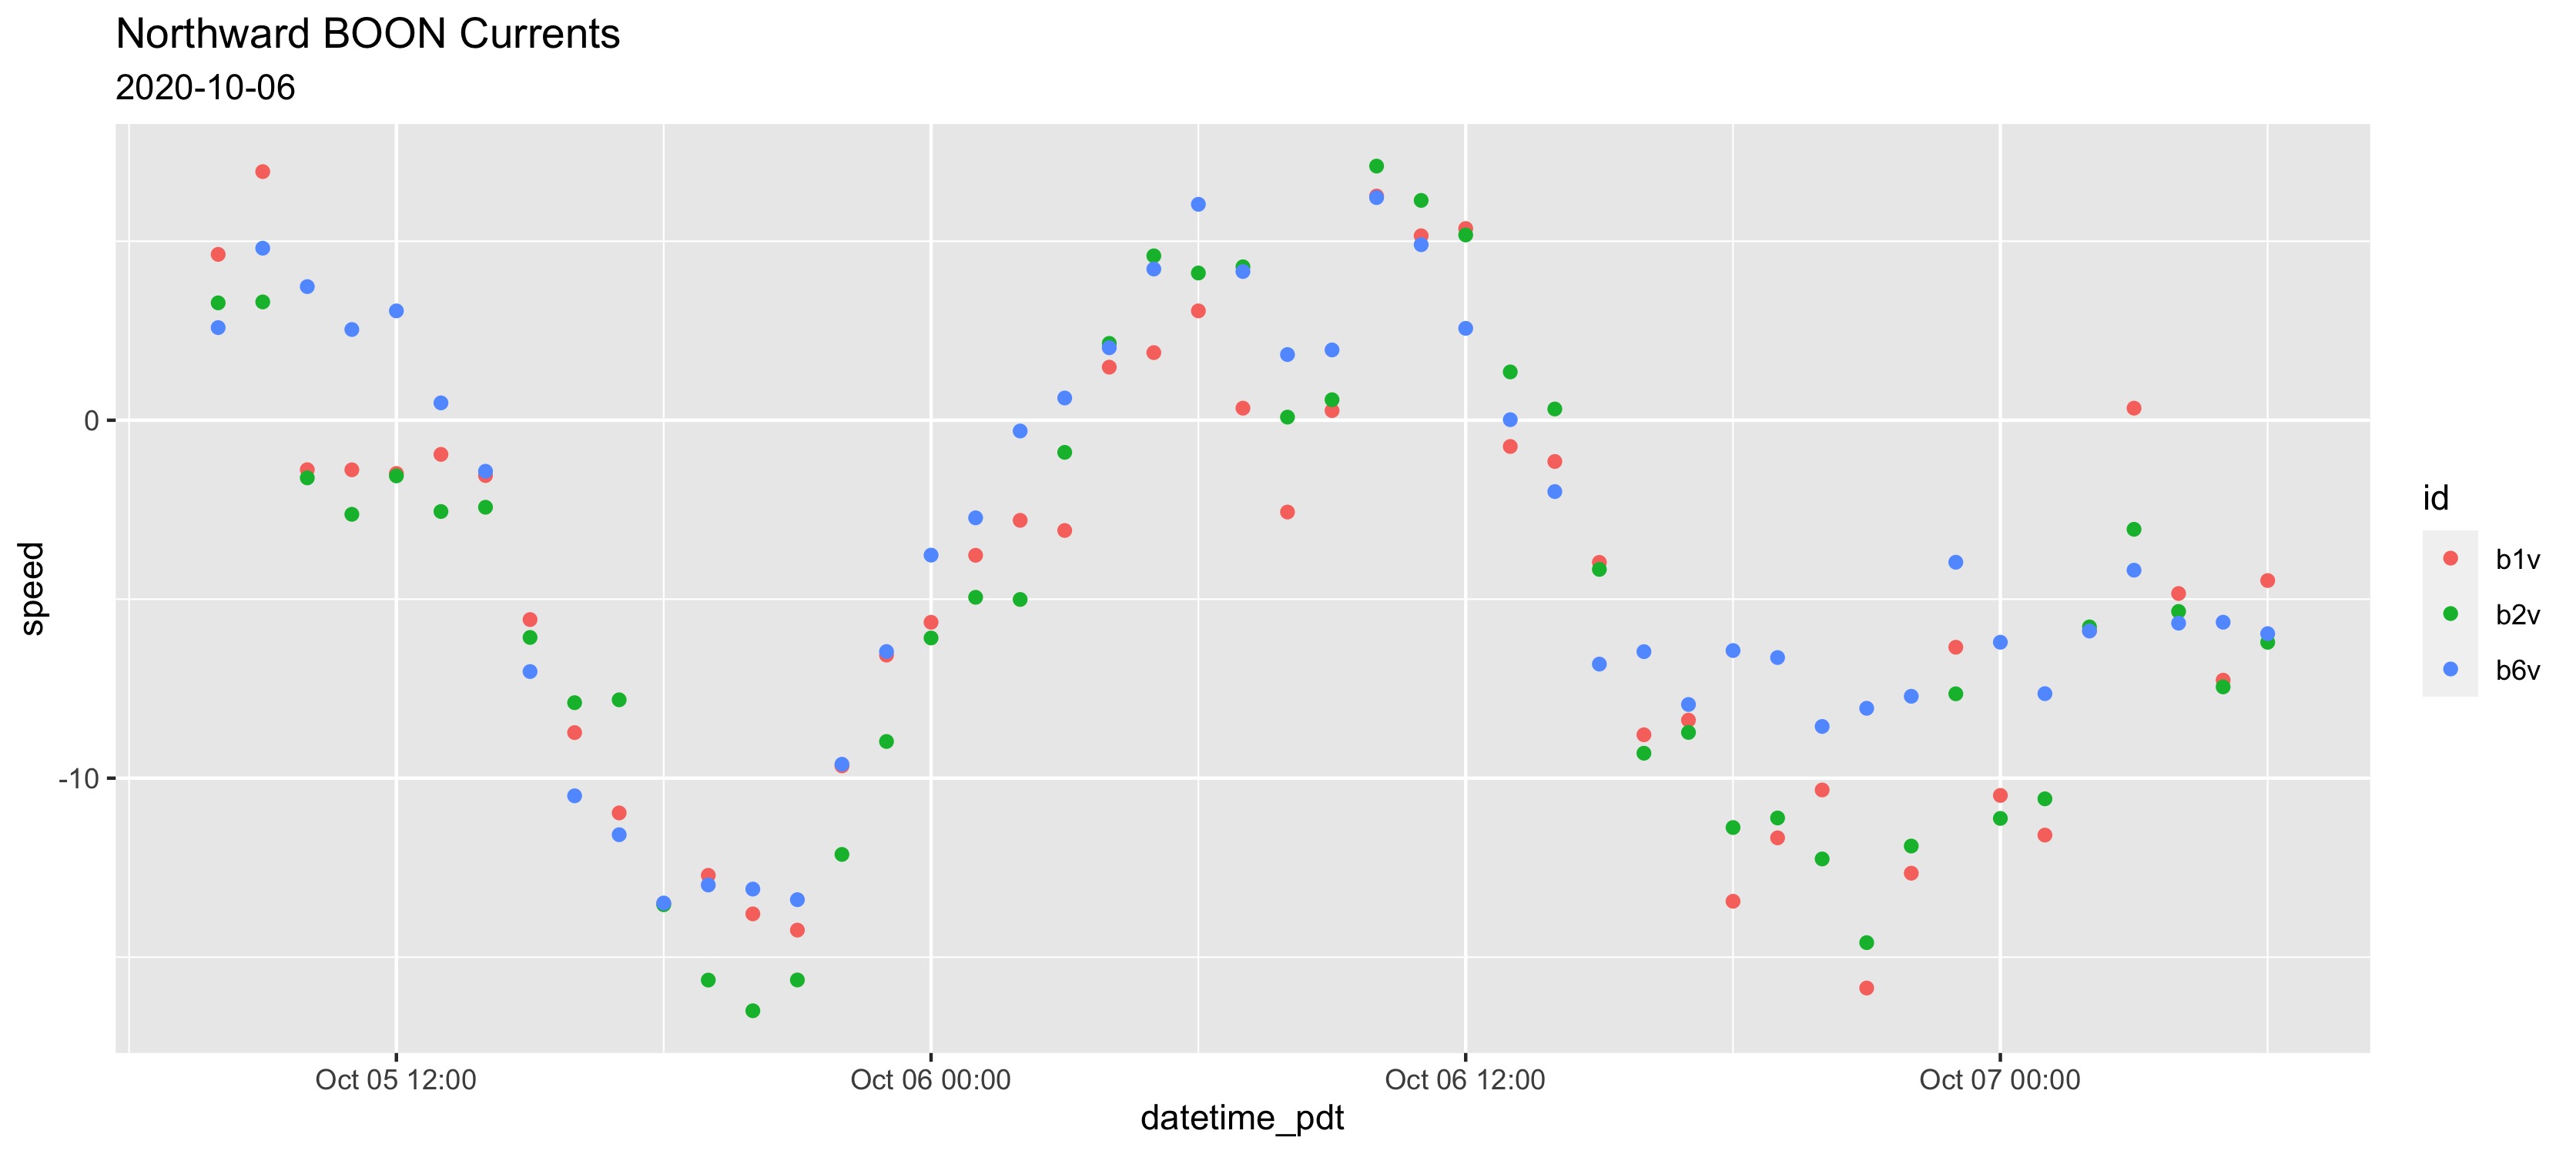 Northward BOON Currents
2020-10-06
speed
0
-10
Oct 05 12:00
Oct 06 00:00
Oct 06 12:00
Oct 07 00:00
datetime_pdt
id
b1v
b2v
b6v